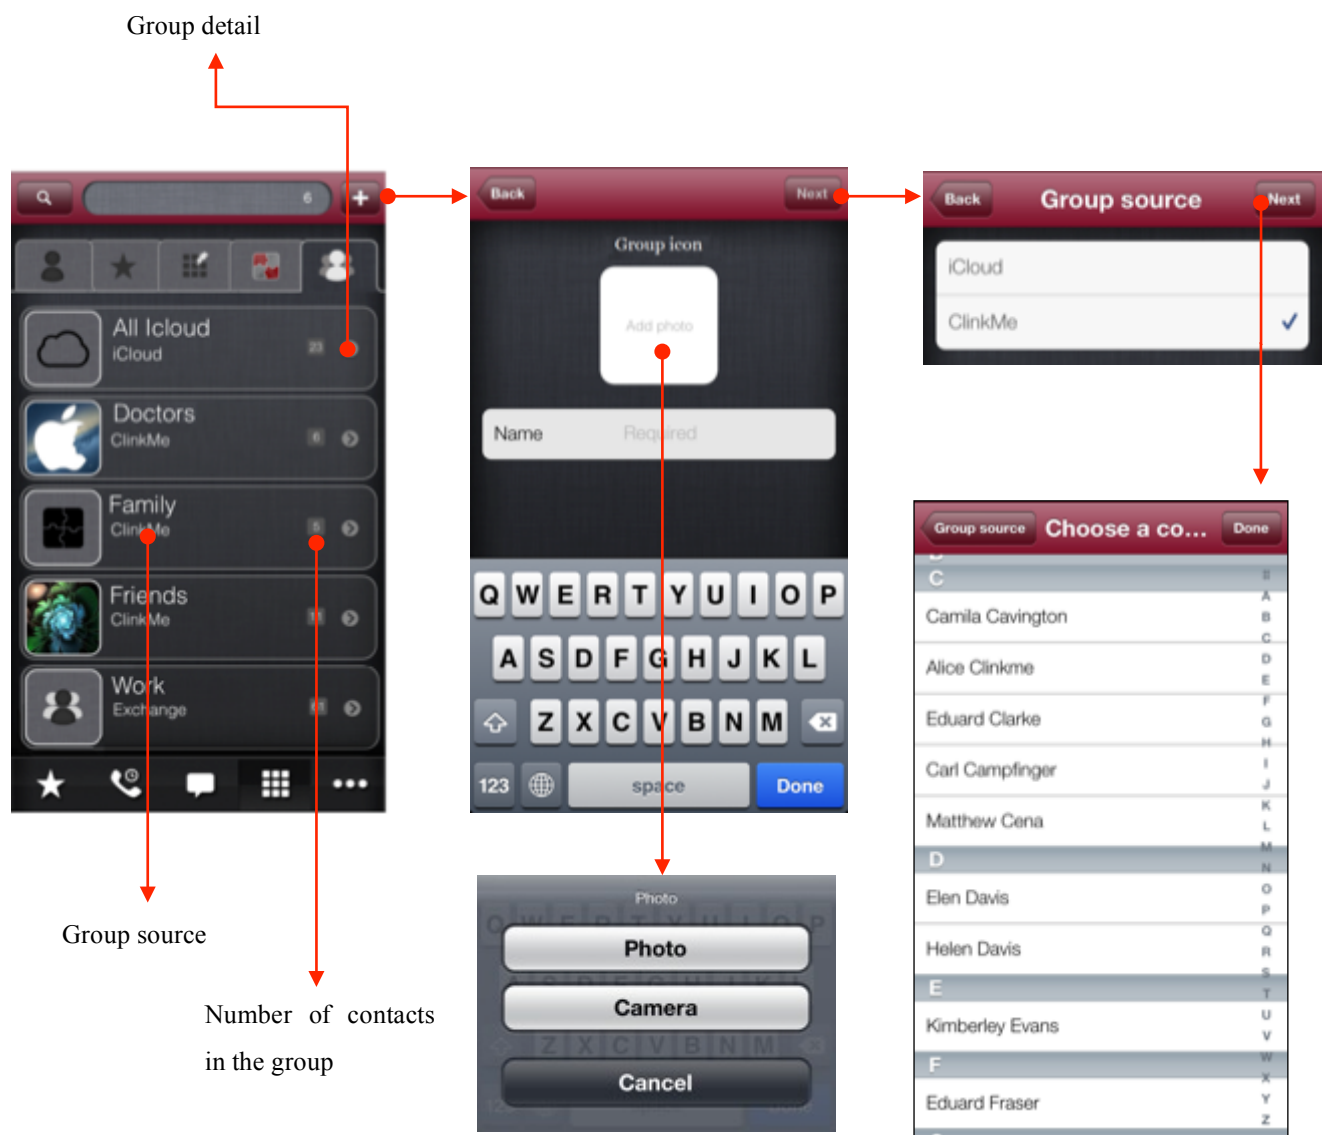 Group detail
6
All Icloud
iCloud
23
Doctors
ClinkMe
6
Family
ClinkMe
5
Friends
ClinkMe
11
Work
Exchange
61
Group source
Number of contacts
in the group
Back
Next
Group icon
Add photo
Name Required
Q W E R T Y U I O P
A S D F G H J K L
Z X C V B N M
123 space Done
Photo
Photo
Camera
Cancel
Back Group source Next
iCloud
ClinkMe
Group source Choose a co... Done
C
Camila Cavington
Alice Clinkme
Eduard Clarke
Carl Campfinger
Matthew Cena
D
Elen Davis
Helen Davis
E
Kimberley Evans
F
Eduard Fraser
A
B
C
D
E
F
G
H
I
J
K
L
M
N
O
P
Q
R
S
T
U
V
W
X
Y
Z